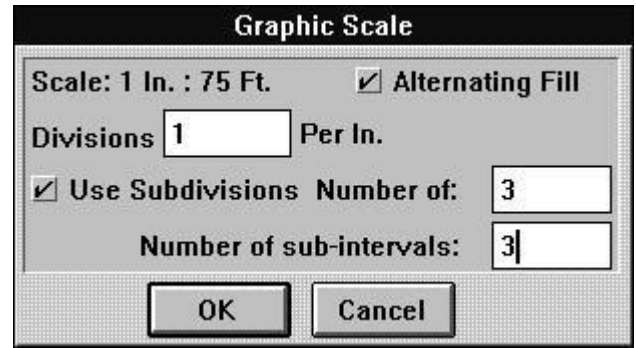 Graphic Scale
Scale: 1 In. : 75 Ft. Alternating Fill
Divisions 1 Per In.
Use Subdivisions Number of: 3
Number of sub-intervals: 3
OK Cancel